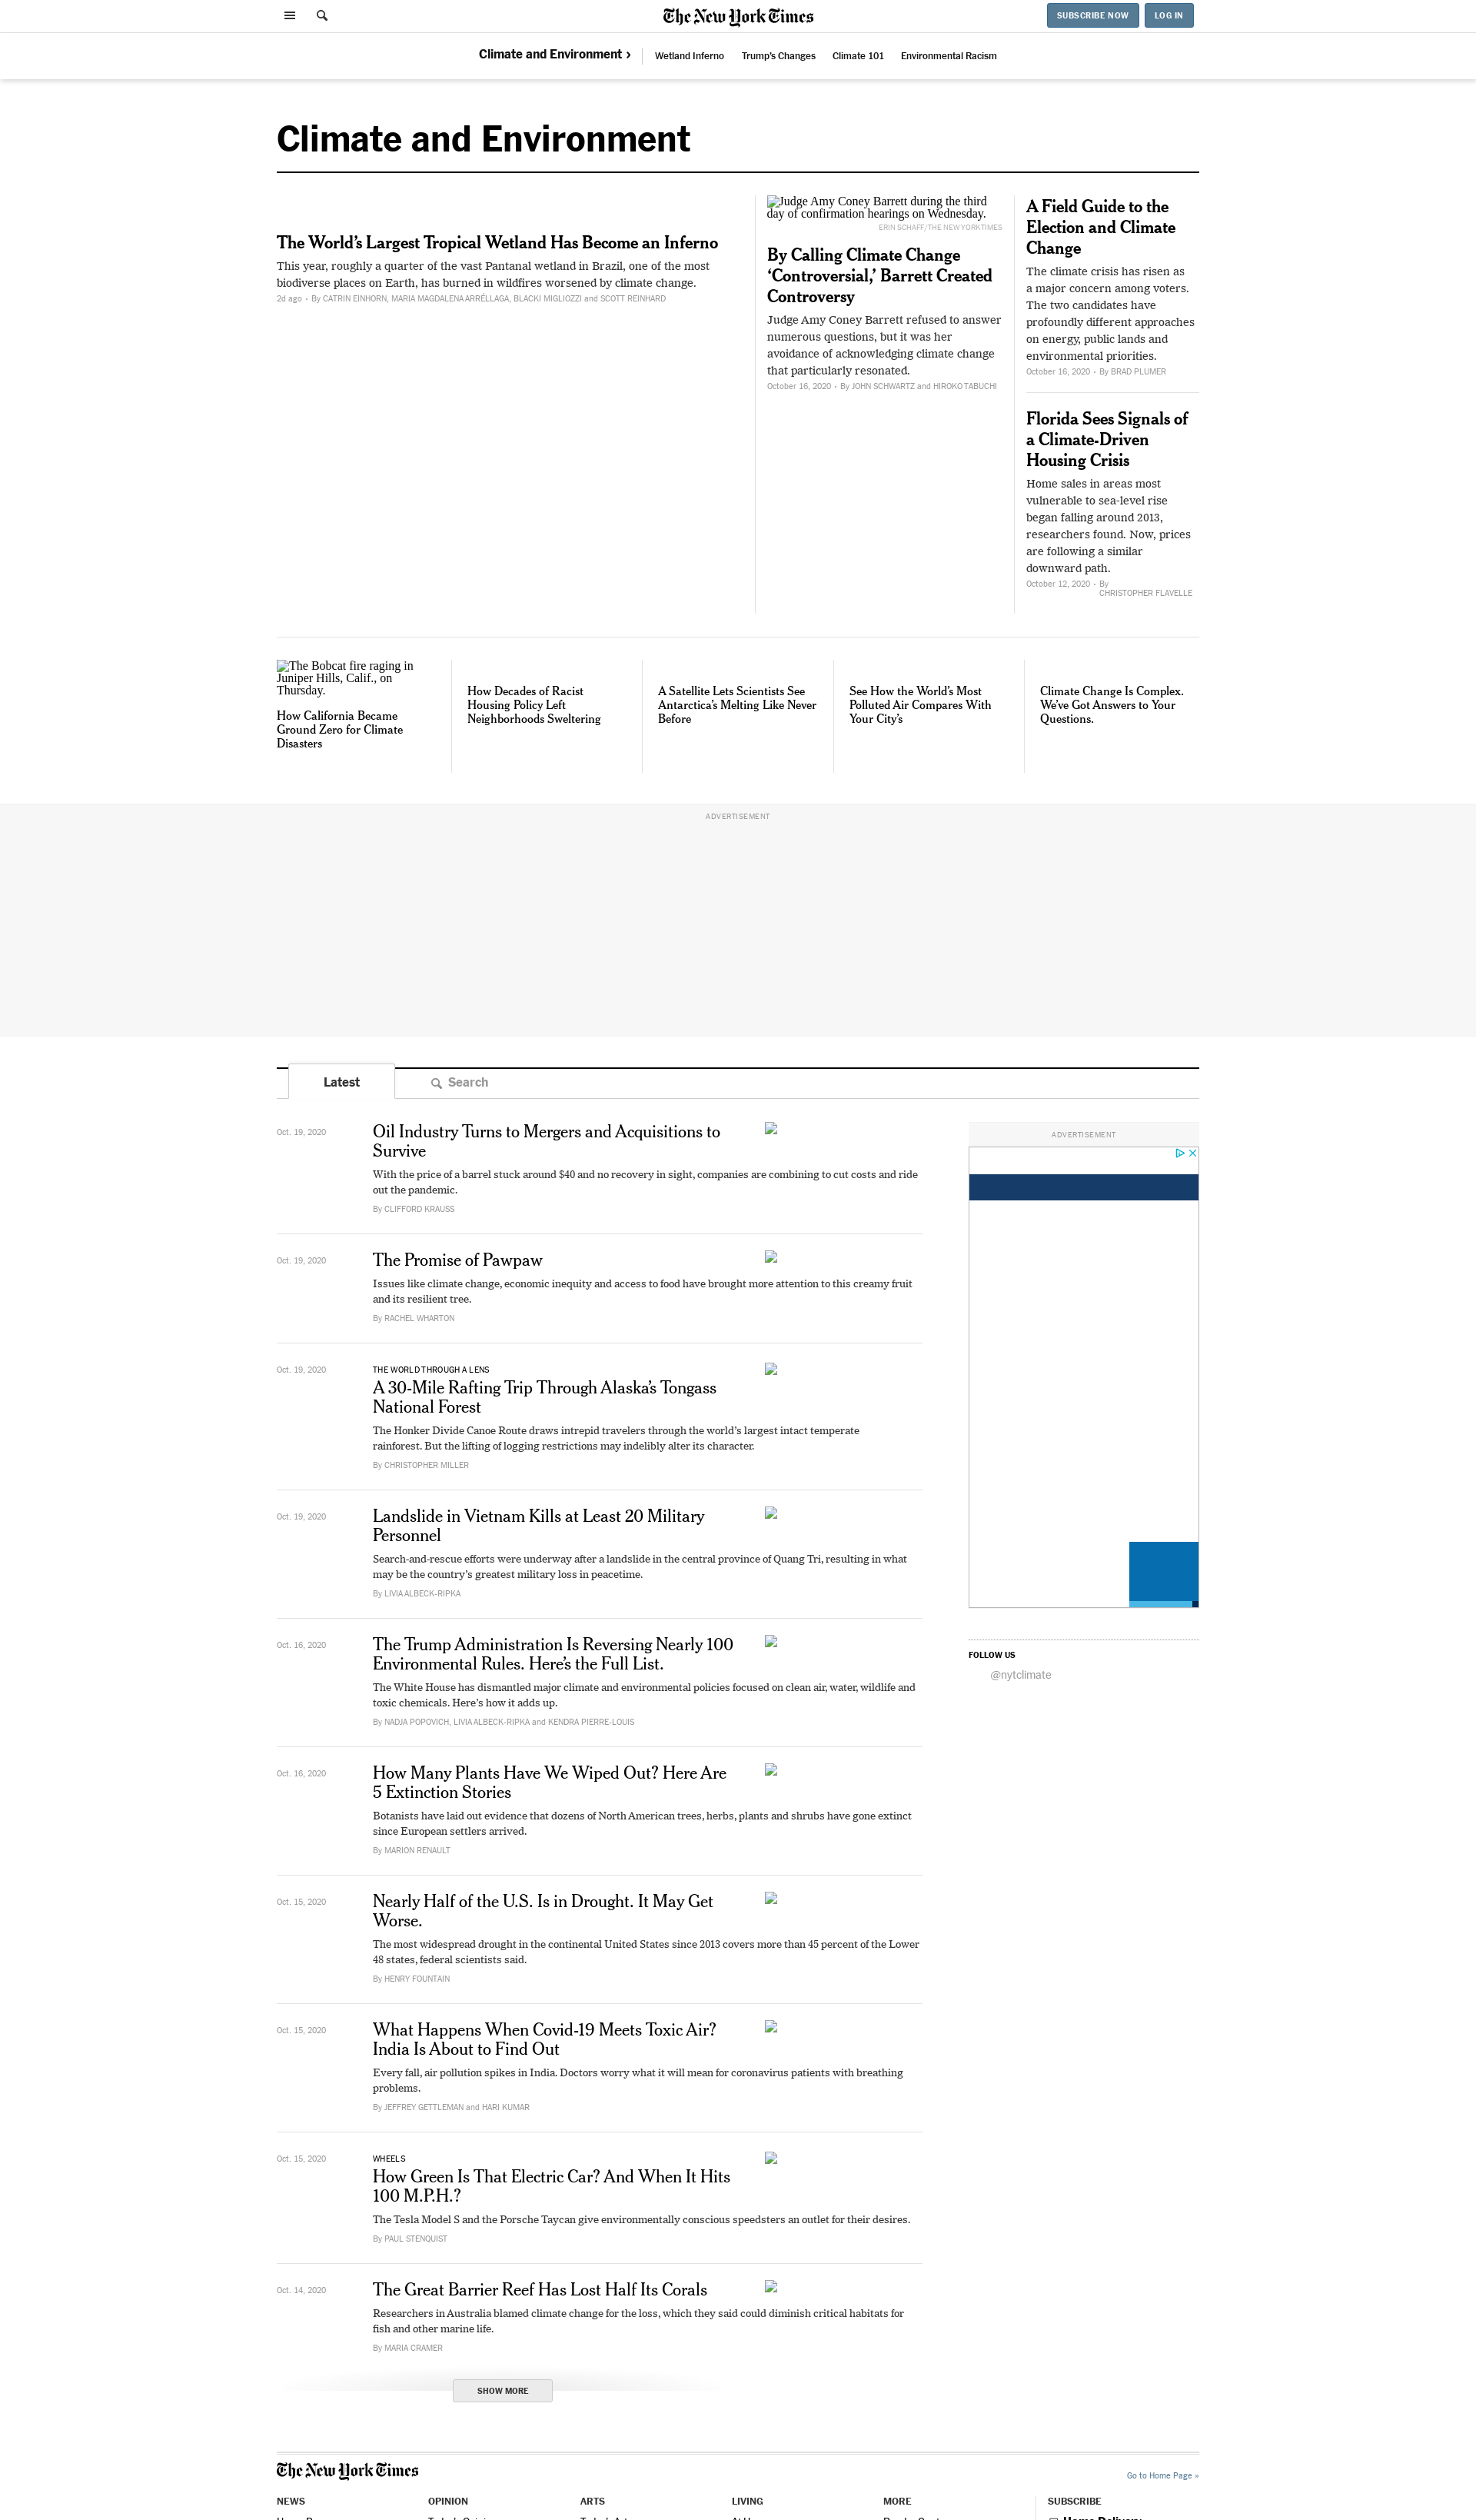 The New York Times
SUBSCRIBE NOW
LOG IN
Climate and Environment ›
Wetland Inferno
Trump's Changes
Climate 101
Environmental Racism
Climate and Environment
The World's Largest Tropical Wetland Has Become an Inferno
This year, roughly a quarter of the vast Pantanal wetland in Brazil, one of the most
biodiverse places on Earth, has burned in wildfires worsened by climate change.
2d ago • By CATRIN EINHORN, MARIA MAGDALENA ARRÉLLAGA, BLACKI MIGLIOZZI and SCOTT REINHARD
Judge Amy Coney Barrett during the third
day of confirmation hearings on Wednesday.
ERIN SCHAFF/THE NEW YORK TIMES
By Calling Climate Change
‘Controversial,’ Barrett Created
Controversy
Judge Amy Coney Barrett refused to answer
numerous questions, but it was her
avoidance of acknowledging climate change
that particularly resonated.
October 16, 2020 • By JOHN SCHWARTZ and HIROKO TABUCHI
A Field Guide to the
Election and Climate
Change
The climate crisis has risen as
a major concern among voters.
The two candidates have
profoundly different approaches
on energy, public lands and
environmental priorities.
October 16, 2020 • By BRAD PLUMER
Florida Sees Signals of
a Climate-Driven
Housing Crisis
Home sales in areas most
vulnerable to sea-level rise
began falling around 2013,
researchers found. Now, prices
are following a similar
downward path.
October 12, 2020 • By
CHRISTOPHER FLAVELLE
The Bobcat fire raging in
Juniper Hills, Calif., on
Thursday.
How California Became
Ground Zero for Climate
Disasters
How Decades of Racist
Housing Policy Left
Neighborhoods Sweltering
A Satellite Lets Scientists See
Antarctica's Melting Like Never
Before
See How the World's Most
Polluted Air Compares With
Your City's
Climate Change Is Complex.
We've Got Answers to Your
Questions.
ADVERTISEMENT
Latest
Search
Oct. 19, 2020
Oil Industry Turns to Mergers and Acquisitions to
Survive
With the price of a barrel stuck around $40 and no recovery in sight, companies are combining to cut costs and ride
out the pandemic.
By CLIFFORD KRAUSS
Oct. 19, 2020
The Promise of Pawpaw
Issues like climate change, economic inequity and access to food have brought more attention to this creamy fruit
and its resilient tree.
By RACHEL WHARTON
Oct. 19, 2020
THE WORLD THROUGH A LENS
A 30-Mile Rafting Trip Through Alaska's Tongass
National Forest
The Honker Divide Canoe Route draws intrepid travelers through the world's largest intact temperate
rainforest. But the lifting of logging restrictions may indelibly alter its character.
By CHRISTOPHER MILLER
Oct. 19, 2020
Landslide in Vietnam Kills at Least 20 Military
Personnel
Search-and-rescue efforts were underway after a landslide in the central province of Quang Tri, resulting in what
may be the country's greatest military loss in peacetime.
By LIVIA ALBECK-RIPKA
Oct. 16, 2020
The Trump Administration Is Reversing Nearly 100
Environmental Rules. Here's the Full List.
The White House has dismantled major climate and environmental policies focused on clean air, water, wildlife and
toxic chemicals. Here's how it adds up.
By NADJA POPOVICH, LIVIA ALBECK-RIPKA and KENDRA PIERRE-LOUIS
Oct. 16, 2020
How Many Plants Have We Wiped Out? Here Are
5 Extinction Stories
Botanists have laid out evidence that dozens of North American trees, herbs, plants and shrubs have gone extinct
since European settlers arrived.
By MARION RENAULT
Oct. 15, 2020
Nearly Half of the U.S. Is in Drought. It May Get
Worse.
The most widespread drought in the continental United States since 2013 covers more than 45 percent of the Lower
48 states, federal scientists said.
By HENRY FOUNTAIN
Oct. 15, 2020
What Happens When Covid-19 Meets Toxic Air?
India Is About to Find Out
Every fall, air pollution spikes in India. Doctors worry what it will mean for coronavirus patients with breathing
problems.
By JEFFREY GETTLEMAN and HARI KUMAR
Oct. 15, 2020
WHEELS
How Green Is That Electric Car? And When It Hits
100 M.P.H.?
The Tesla Model S and the Porsche Taycan give environmentally conscious speedsters an outlet for their desires.
By PAUL STENQUIST
Oct. 14, 2020
The Great Barrier Reef Has Lost Half Its Corals
Researchers in Australia blamed climate change for the loss, which they said could diminish critical habitats for
fish and other marine life.
By MARIA CRAMER
SHOW MORE
ADVERTISEMENT
FOLLOW US
@nytclimate
The New York Times
Go to Home Page »
NEWS
OPINION
ARTS
LIVING
MORE
SUBSCRIBE